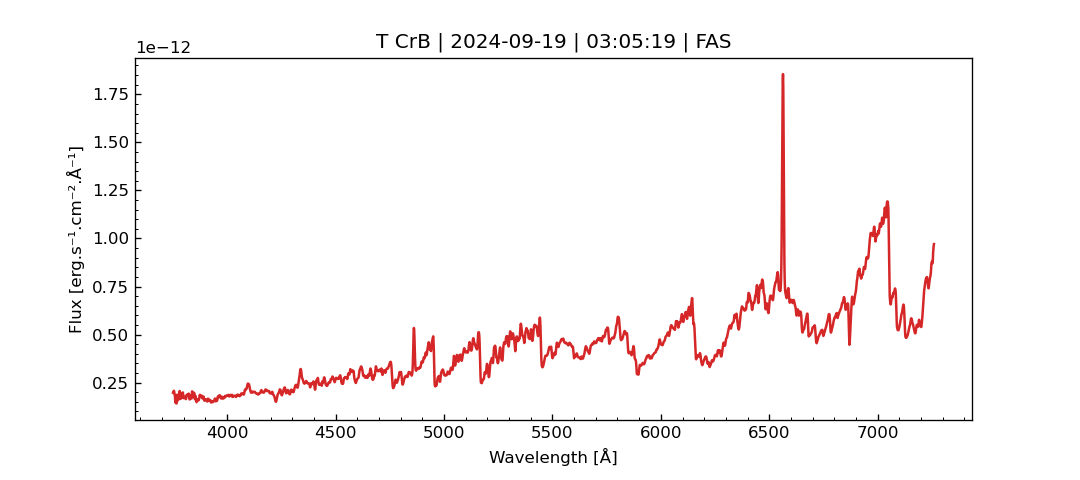 T CrB | 2024-09-19 | 03:05:19 | FAS
1e−12
Flux [erg.s⁻¹.cm⁻².Å⁻¹]
1.75
1.50
1.25
1.00
0.75
0.50
0.25
4000 4500 5000 5500 6000 6500 7000
Wavelength [Å]